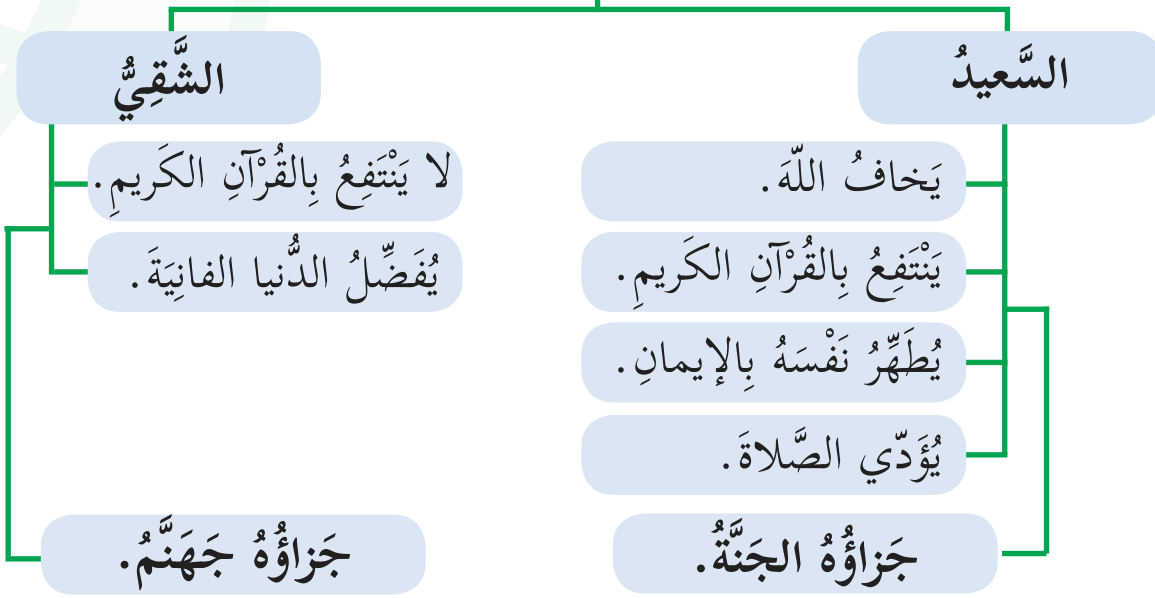 السَّعيدُ
يَخافُ اللّهَ.
يَنْتَفِعُ بِالقُرْآنِ الكَريمِ.
يُطَهِّرُ نَفْسَهُ بِالإيمانِ.
يُؤَدّي الصَّلاةَ.
جَزاؤُهُ الجَنَّةُ.
الشَّقِيُّ
لا يَنْتَفِعُ بِالقُرْآنِ الكَريمِ.
يُفَضِّلُ الدُّنيا الفانِيَةَ.
جَزاؤُهُ جَهَنَّمُ.